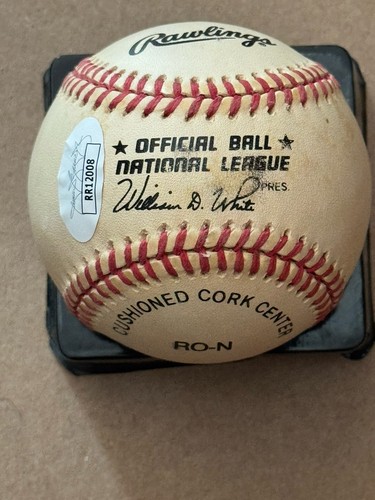 Rawlings
★ OFFICIAL BALL ★
NATIONAL LEAGUE
William D. White PRES.
RR12008
CUSHIONED CORK CENTER
RO-N